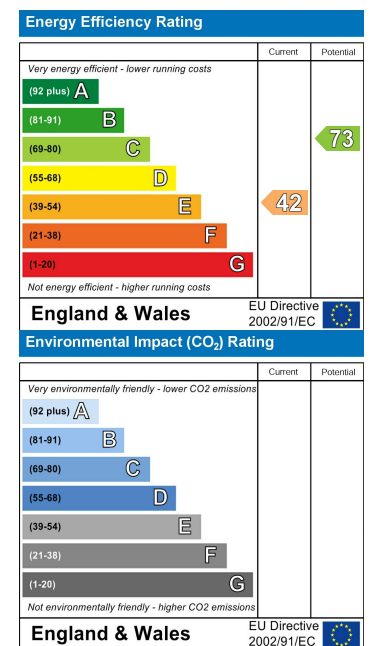 Energy Efficiency Rating
Current Potential
Very energy efficient - lower running costs
(92 plus) A
(81-91) B
(69-80) C
73
(55-68) D
(39-54) E
42
(21-38) F
(1-20) G
Not energy efficient - higher running costs
England & Wales
EU Directive
2002/91/EC
Environmental Impact (CO₂) Rating
Current Potential
Very environmentally friendly - lower CO2 emissions
(92 plus) A
(81-91) B
(69-80) C
(55-68) D
(39-54) E
(21-38) F
(1-20) G
Not environmentally friendly - higher CO2 emissions
England & Wales
EU Directive
2002/91/EC